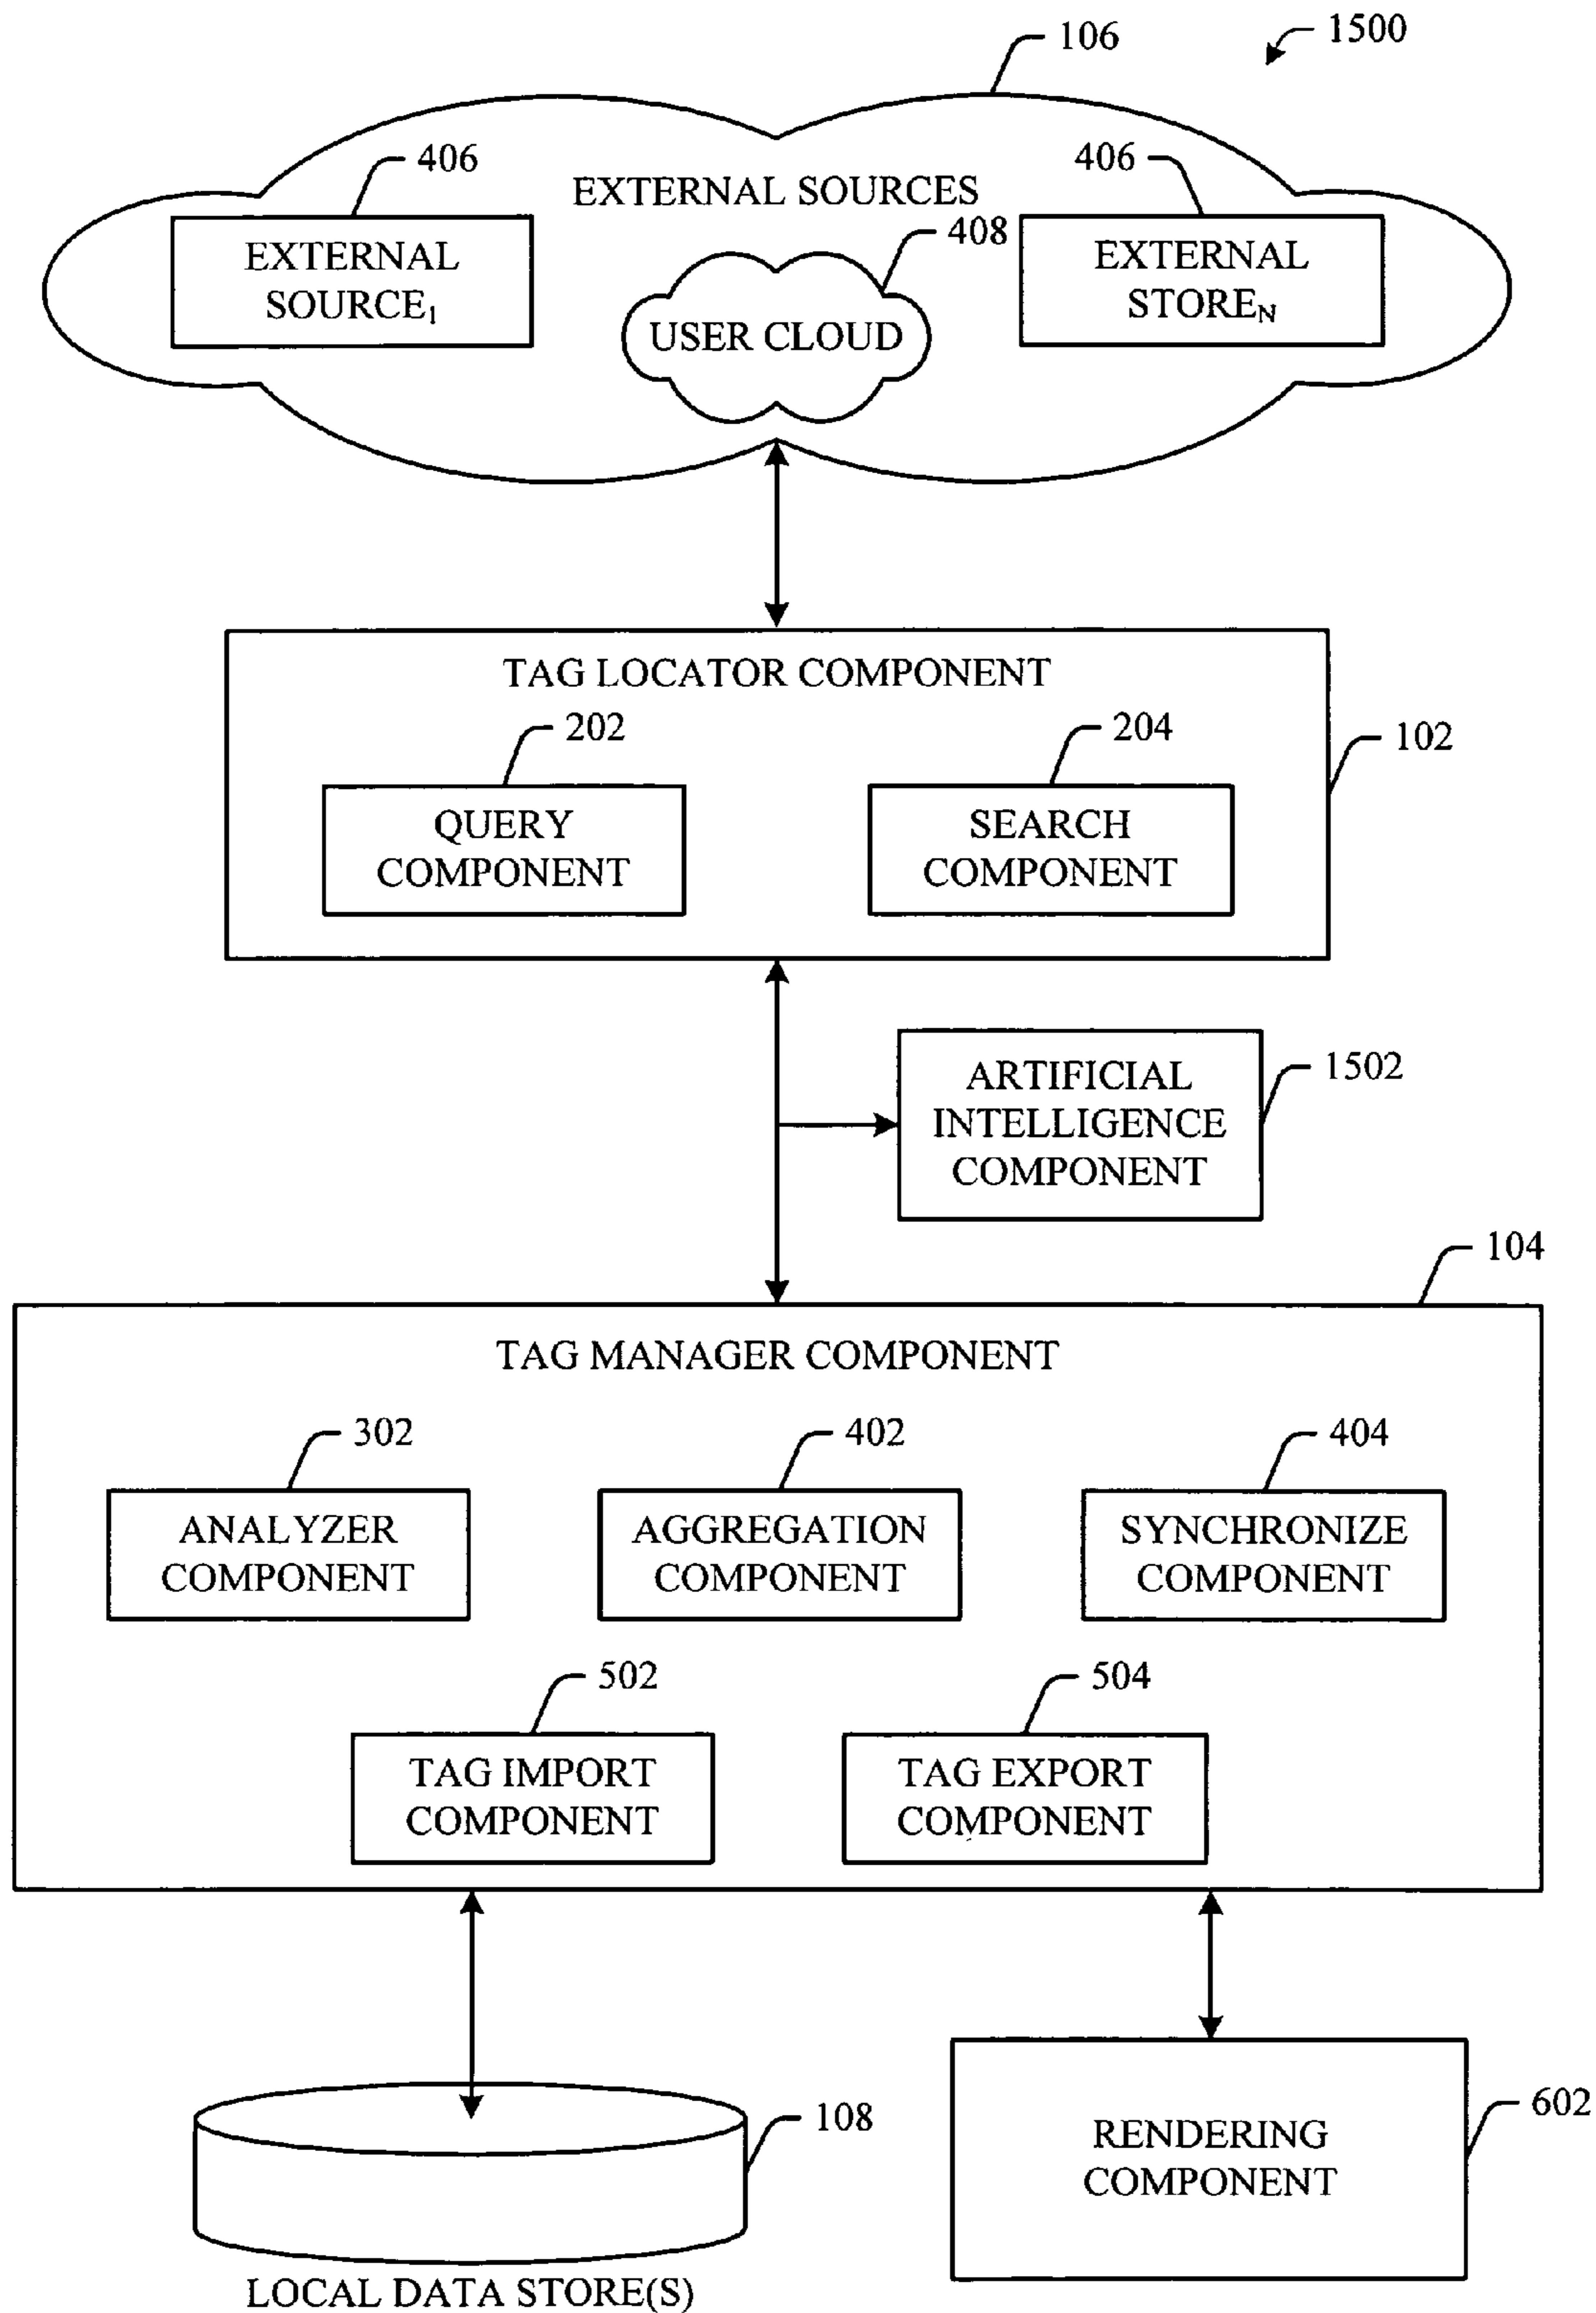 106
1500
406
406
EXTERNAL SOURCES
408
EXTERNAL
SOURCE1
EXTERNAL
STOREN
USER CLOUD
TAG LOCATOR COMPONENT
202
204
102
QUERY
COMPONENT
SEARCH
COMPONENT
ARTIFICIAL
INTELLIGENCE
COMPONENT
1502
104
TAG MANAGER COMPONENT
302
402
404
ANALYZER
COMPONENT
AGGREGATION
COMPONENT
SYNCHRONIZE
COMPONENT
502
504
TAG IMPORT
COMPONENT
TAG EXPORT
COMPONENT
108
602
RENDERING
COMPONENT
LOCAL DATA STORE(S)